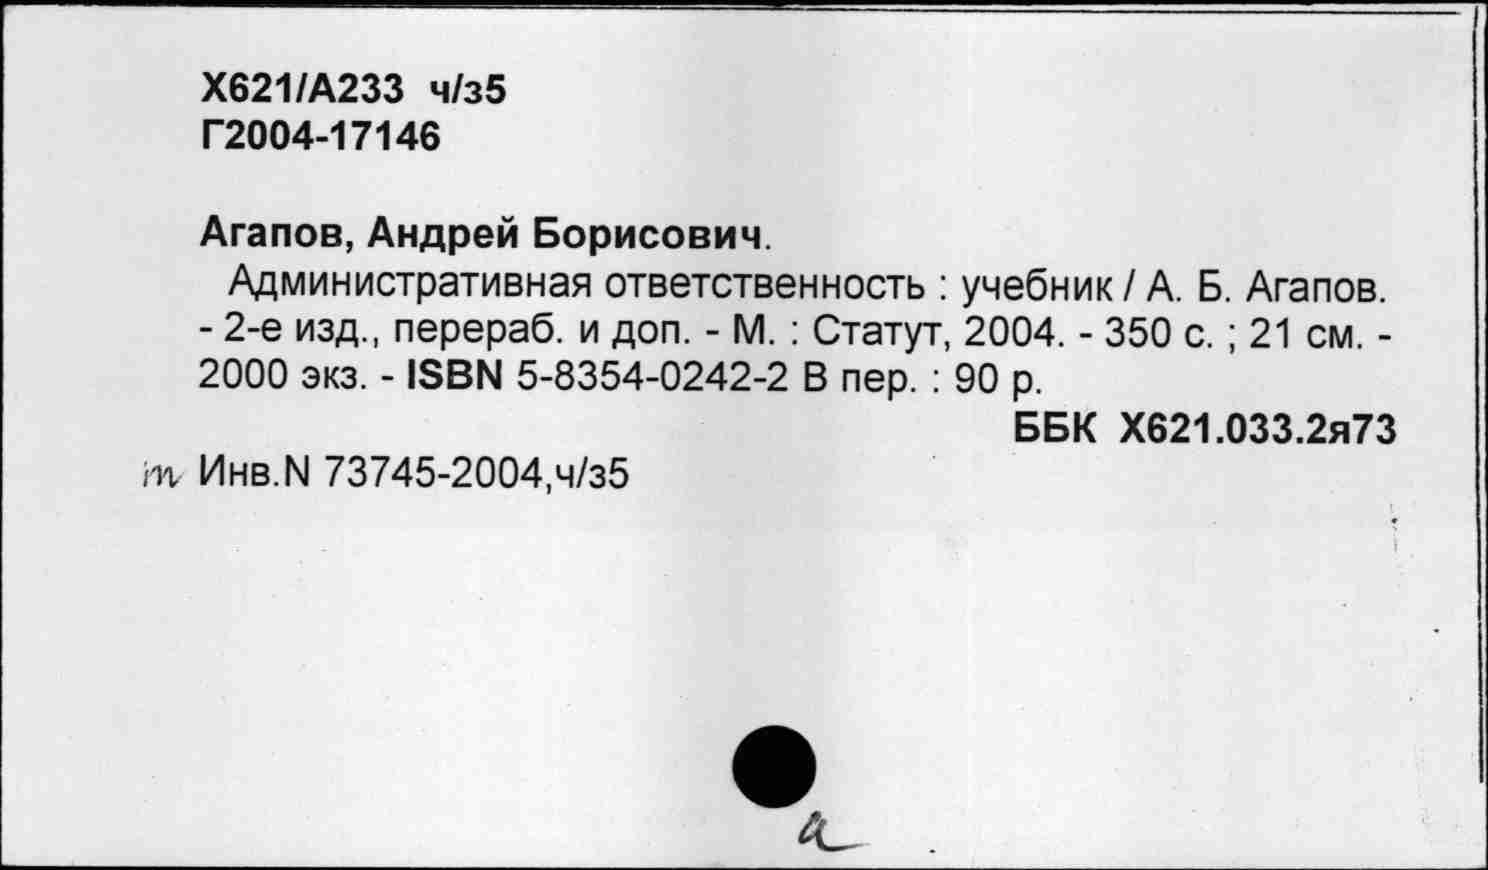 Х621/А233 ч/з5
Г2004-17146
Агапов, Андрей Борисович.
Административная ответственность : учебник / А. Б. Агапов.
- 2-е изд., перераб. и доп. - М. : Статут, 2004. - 350 с. ; 21 см. -
2000 экз. - ISBN 5-8354-0242-2 В пер. : 90 р.
ББК Х621.033.2я73
т Инв.N 73745-2004,ч/з5
а